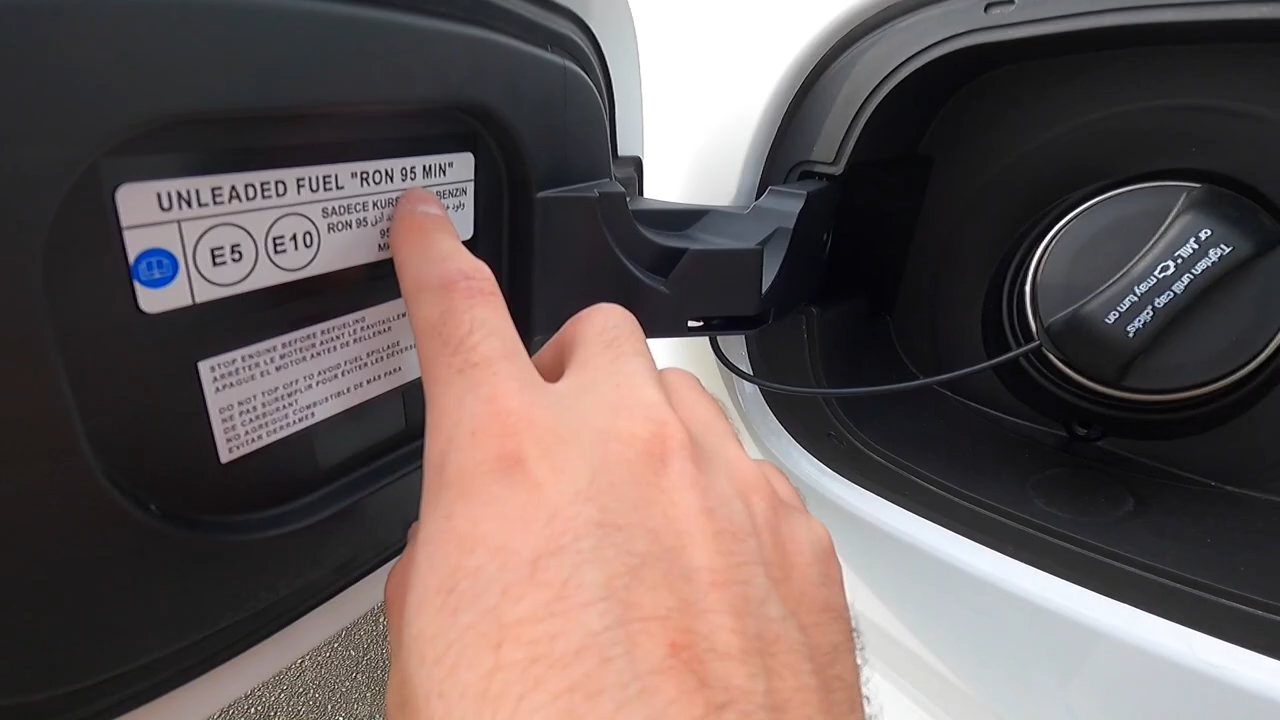 UNLEADED FUEL "RON 95 MIN"
E5
E10
SADECE BENZIN
RON 95
95
STOP ENGINE BEFORE REFUELING
ARRÊTER LE MOTEUR AVANT LE
APAGUE EL MOTOR ANTES DE RELLENAR
DO NOT TOP OFF TO AVOID FUEL SPILLAGE
NE PAS SUREMPLIR POUR ÉVITER LES
DE CARBURANT
NO AGREGUE COMBUSTIBLE DE MÁS PARA
EVITAR DERRAMES
Tighten until cap "clicks"
or "MIL" may turn on